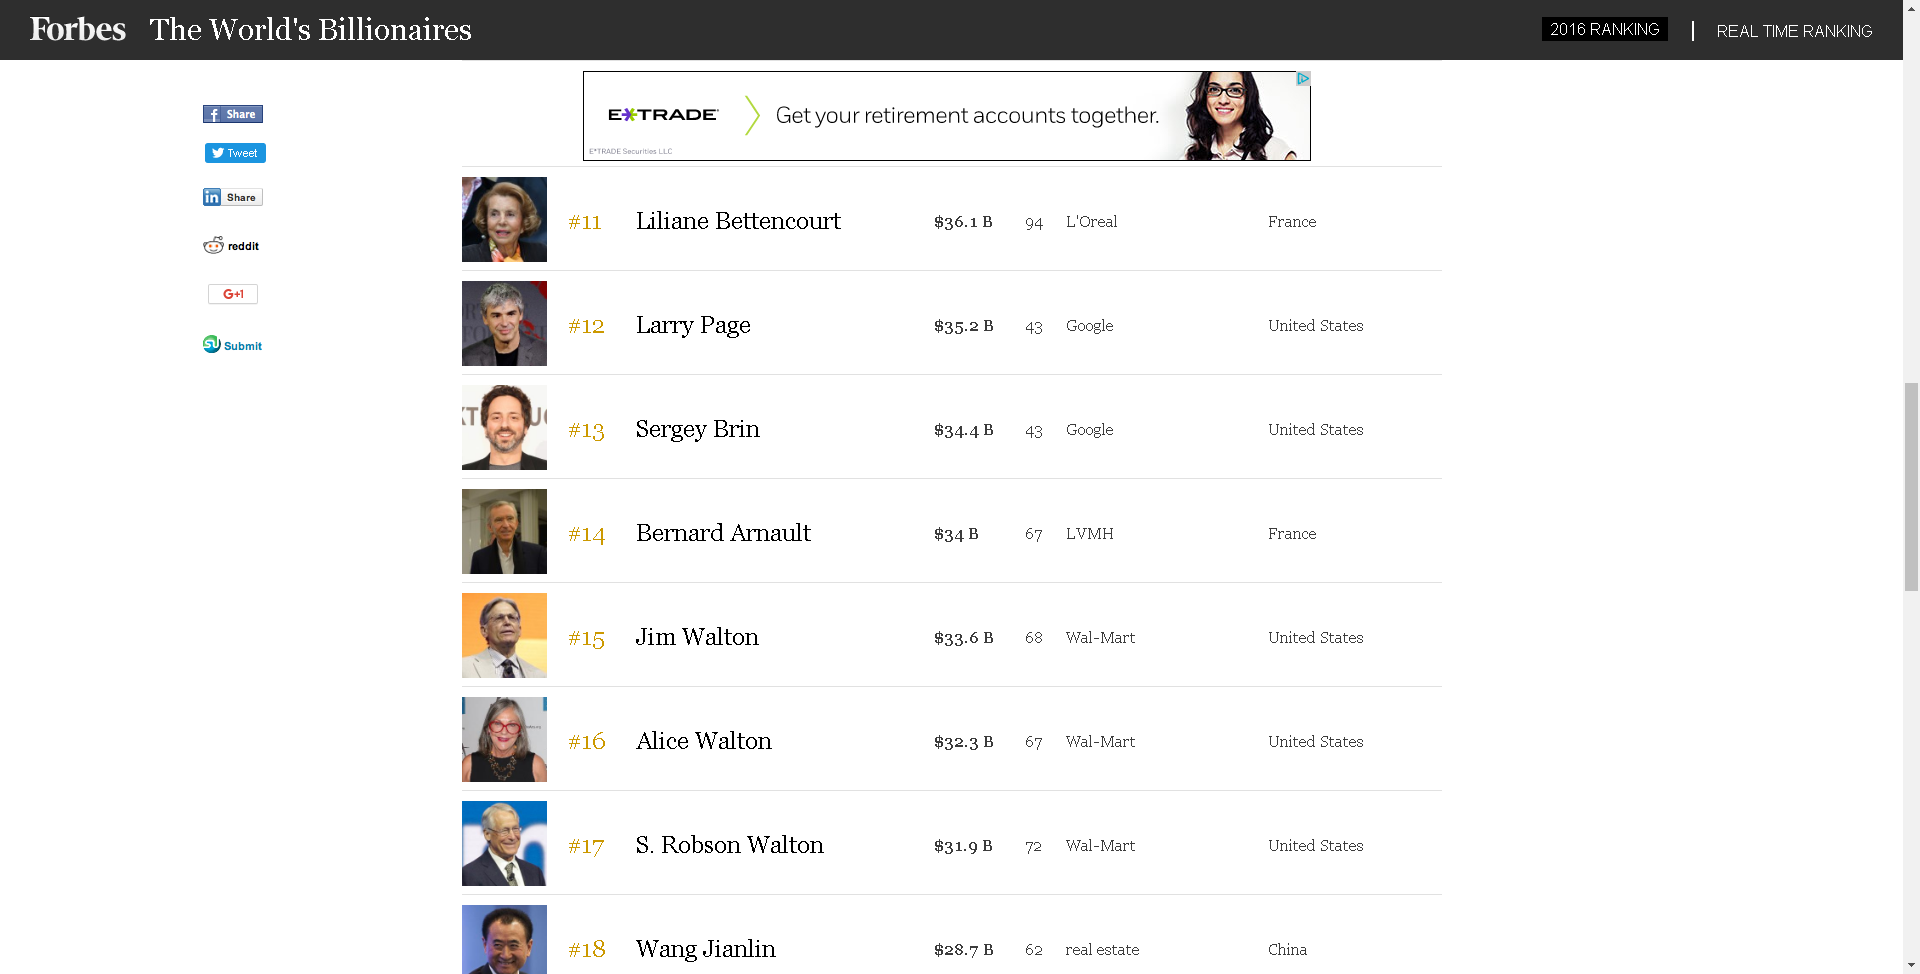 Forbes The World's Billionaires 2016 RANKING | REAL TIME RANKING
E*TRADE Get your retirement accounts together.
E*TRADE Securities LLC
Share
Tweet
Share
reddit
G+1
Submit
#11 Liliane Bettencourt $36.1 B 94 L'Oreal France
#12 Larry Page $35.2 B 43 Google United States
#13 Sergey Brin $34.4 B 43 Google United States
#14 Bernard Arnault $34 B 67 LVMH France
#15 Jim Walton $33.6 B 68 Wal-Mart United States
#16 Alice Walton $32.3 B 67 Wal-Mart United States
#17 S. Robson Walton $31.9 B 72 Wal-Mart United States
#18 Wang Jianlin $28.7 B 62 real estate China